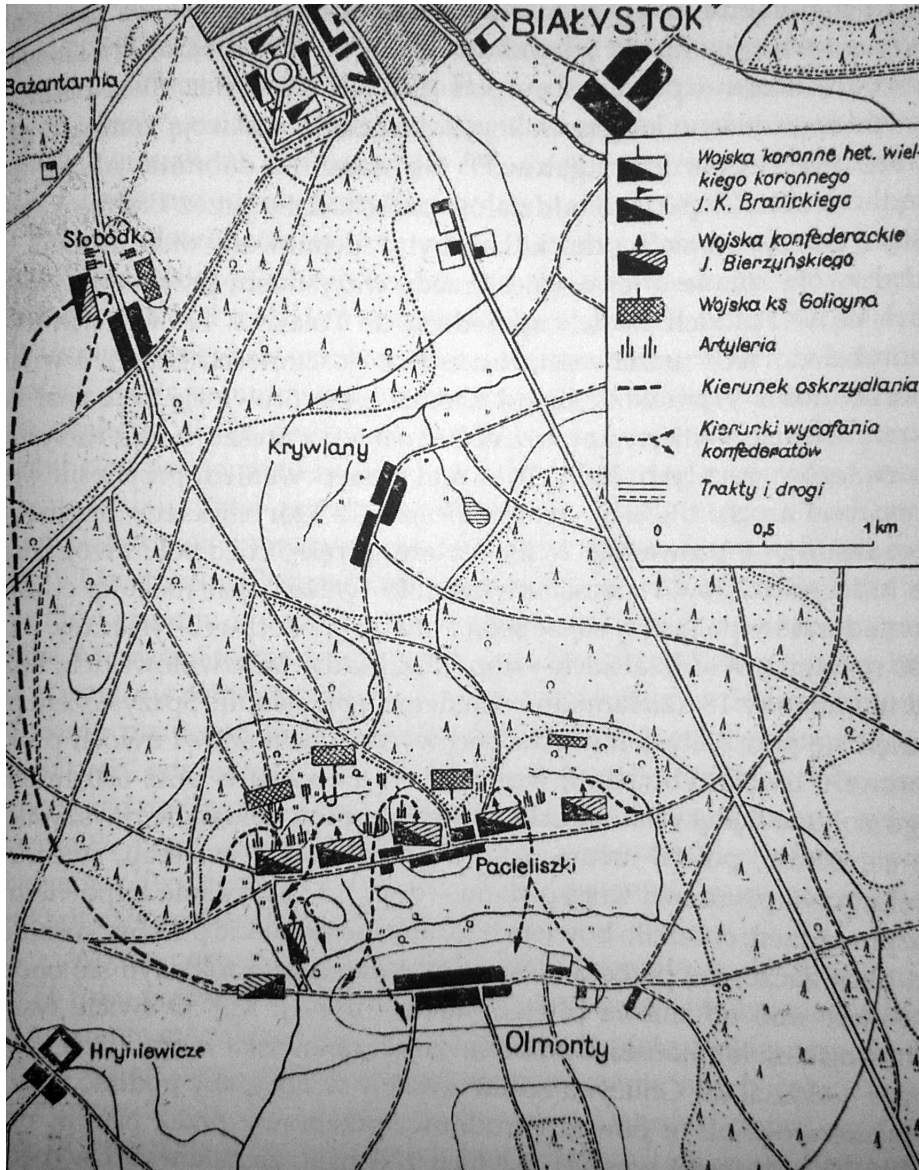 BIAŁYSTOK
Bażantarnia
Wojska koronne het. wiel-
kiego koronnego
J. K. Branickiego
Wojska konfederackie
J. Bierzyńskiego
Wojska ks Golicyna
Artyleria
Kierunek oskrzydlania
Kierunki wycofania
konfederatów
Trakty i drogi
0,5 1 km
Słobódka
Krywlany
Pacieliszki
Olmonty
Hryniewicze